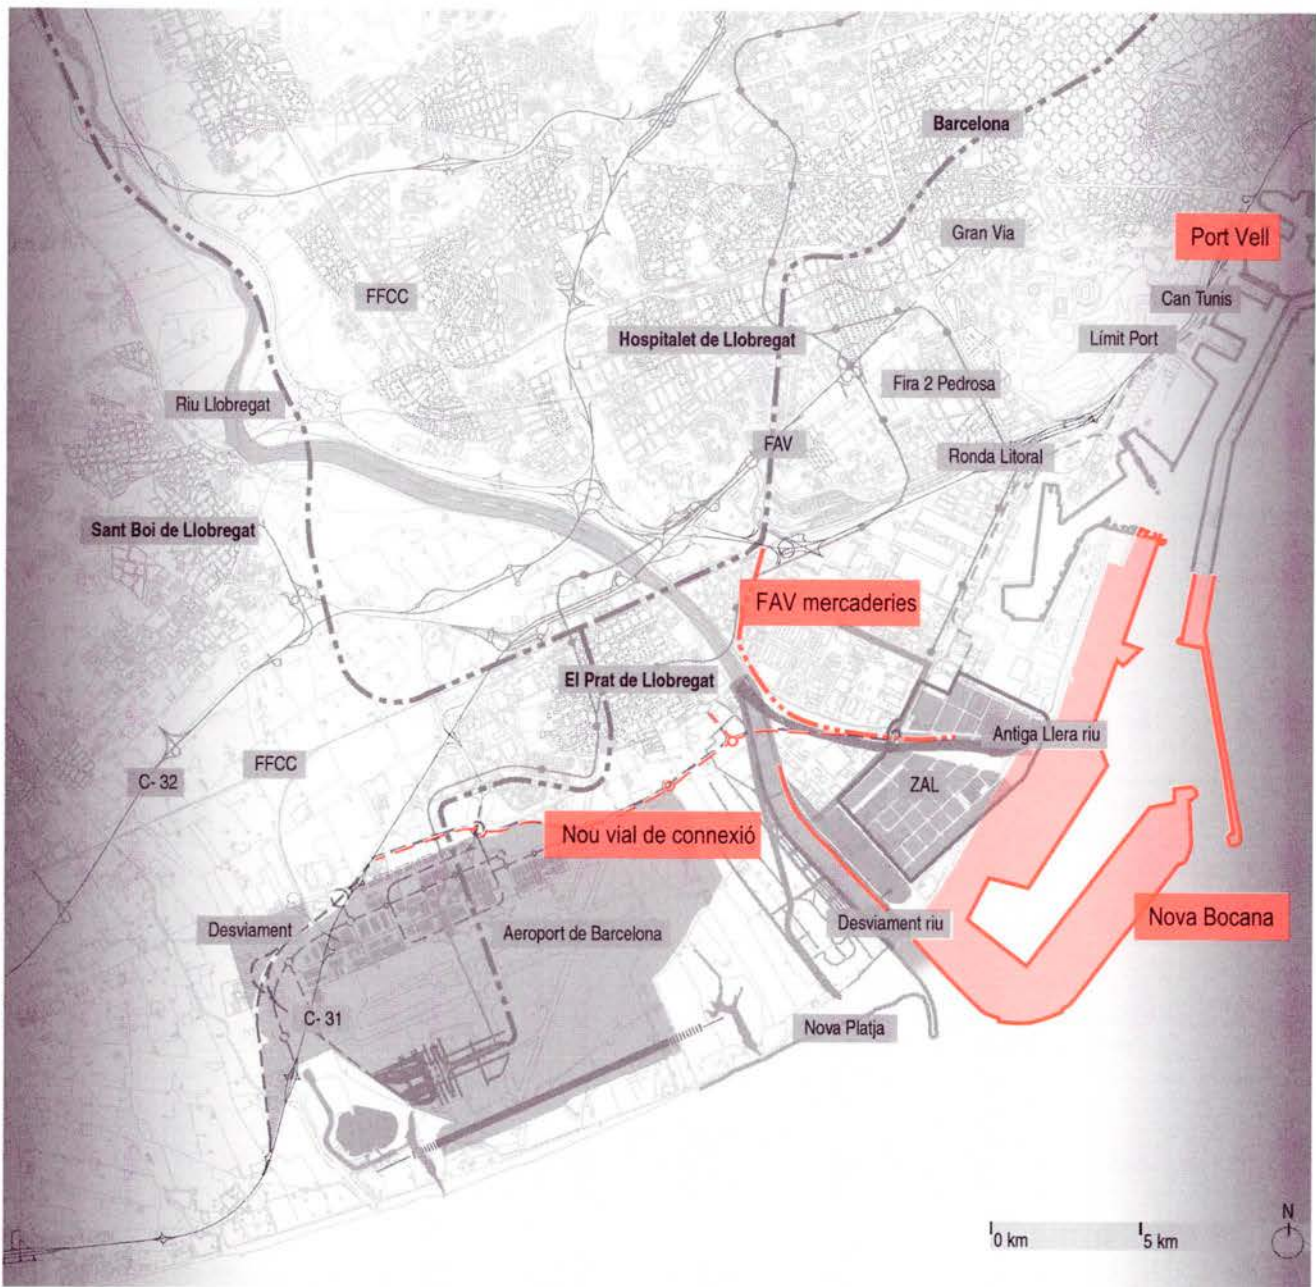 Barcelona
Gran Via
Port Vell
FFCC
Can Tunis
Hospitalet de Llobregat
Límit Port
Fira 2 Pedrosa
Riu Llobregat
FAV
Ronda Litoral
Sant Boi de Llobregat
FAV mercaderies
El Prat de Llobregat
Antiga Llera riu
FFCC
C- 32
ZAL
Nou vial de connexió
Nova Bocana
Desviament
Aeroport de Barcelona
Desviament riu
C- 31
Nova Platja
N
0 km
5 km